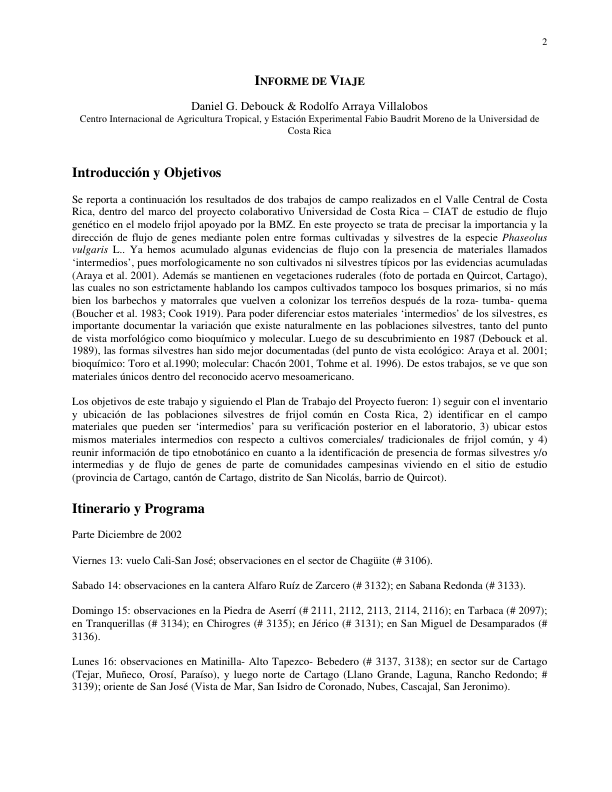 2
INFORME DE VIAJE
Daniel G. Debouck & Rodolfo Arraya Villalobos
Centro Internacional de Agricultura Tropical, y Estación Experimental Fabio Baudrit Moreno de la Universidad de
Costa Rica
Introducción y Objetivos
Se reporta a continuación los resultados de dos trabajos de campo realizados en el Valle Central de Costa
Rica, dentro del marco del proyecto colaborativo Universidad de Costa Rica – CIAT de estudio de flujo
genético en el modelo frijol apoyado por la BMZ. En este proyecto se trata de precisar la importancia y la
dirección de flujo de genes mediante polen entre formas cultivadas y silvestres de la especie Phaseolus
vulgaris L.. Ya hemos acumulado algunas evidencias de flujo con la presencia de materiales llamados
‘intermedios’, pues morfologicamente no son cultivados ni silvestres típicos por las evidencias acumuladas
(Araya et al. 2001). Además se mantienen en vegetaciones ruderales (foto de portada en Quircot, Cartago),
las cuales no son estrictamente hablando los campos cultivados tampoco los bosques primarios, si no más
bien los barbechos y matorrales que vuelven a colonizar los terreños después de la roza- tumba- quema
(Boucher et al. 1983; Cook 1919). Para poder diferenciar estos materiales ‘intermedios’ de los silvestres, es
importante documentar la variación que existe naturalmente en las poblaciones silvestres, tanto del punto
de vista morfológico como bioquímico y molecular. Luego de su descubrimiento en 1987 (Debouck et al.
1989), las formas silvestres han sido mejor documentadas (del punto de vista ecológico: Araya et al. 2001;
bioquímico: Toro et al.1990; molecular: Chacón 2001, Tohme et al. 1996). De estos trabajos, se ve que son
materiales únicos dentro del reconocido acervo mesoamericano.
Los objetivos de este trabajo y siguiendo el Plan de Trabajo del Proyecto fueron: 1) seguir con el inventario
y ubicación de las poblaciones silvestres de frijol común en Costa Rica, 2) identificar en el campo
materiales que pueden ser ‘intermedios’ para su verificación posterior en el laboratorio, 3) ubicar estos
mismos materiales intermedios con respecto a cultivos comerciales/ tradicionales de frijol común, y 4)
reunir información de tipo etnobotánico en cuanto a la identificación de presencia de formas silvestres y/o
intermedias y de flujo de genes de parte de comunidades campesinas viviendo en el sitio de estudio
(provincia de Cartago, cantón de Cartago, distrito de San Nicolás, barrio de Quircot).
Itinerario y Programa
Parte Diciembre de 2002
Viernes 13: vuelo Cali-San José; observaciones en el sector de Chagüite (# 3106).
Sabado 14: observaciones en la cantera Alfaro Ruíz de Zarcero (# 3132); en Sabana Redonda (# 3133).
Domingo 15: observaciones en la Piedra de Aserrí (# 2111, 2112, 2113, 2114, 2116); en Tarbaca (# 2097);
en Tranquerillas (# 3134); en Chirogres (# 3135); en Jérico (# 3131); en San Miguel de Desamparados (#
3136).
Lunes 16: observaciones en Matinilla- Alto Tapezco- Bebedero (# 3137, 3138); en sector sur de Cartago
(Tejar, Muñeco, Orosí, Paraíso), y luego norte de Cartago (Llano Grande, Laguna, Rancho Redondo; #
3139); oriente de San José (Vista de Mar, San Isidro de Coronado, Nubes, Cascajal, San Jeronimo).